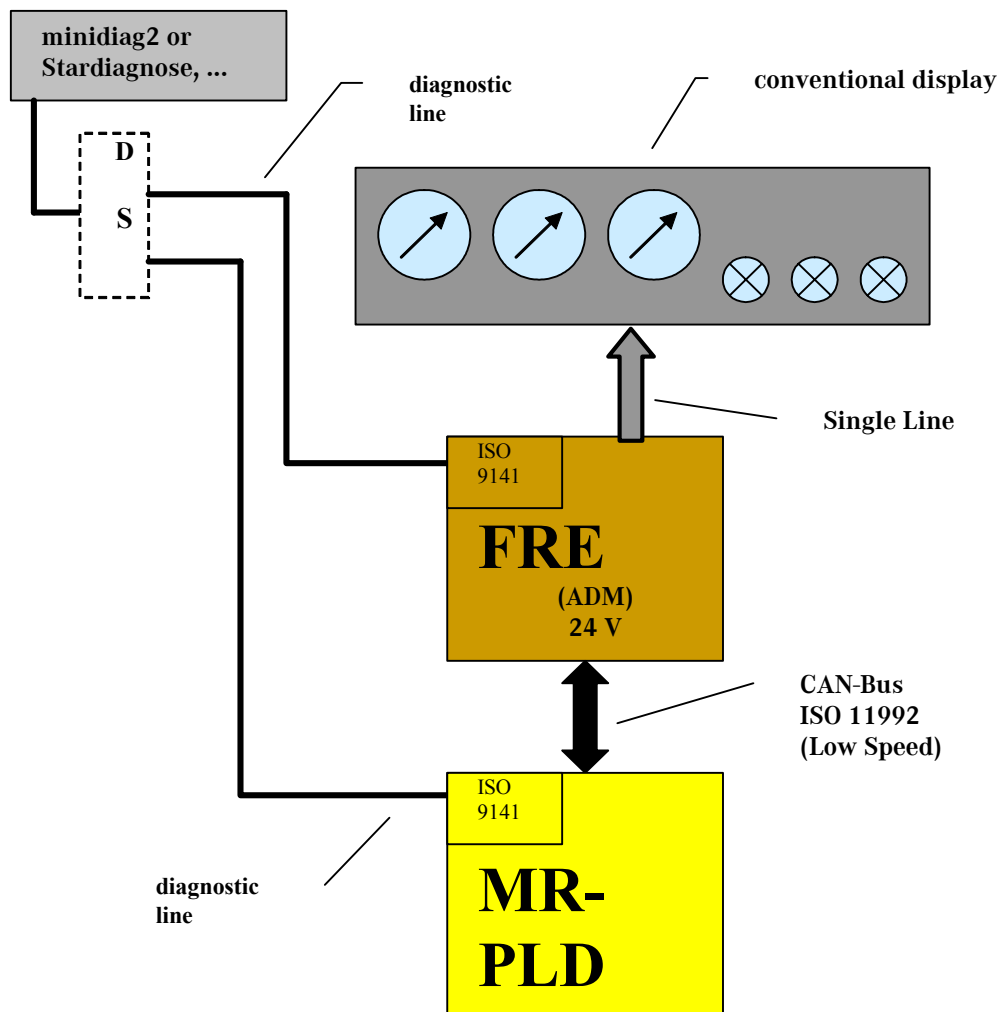 minidiag2 or
Stardiagnose, ...
diagnostic
line
conventional display
D
S
Single Line
ISO
9141
FRE
(ADM)
24 V
CAN-Bus
ISO 11992
(Low Speed)
ISO
9141
diagnostic
line
MR-
PLD